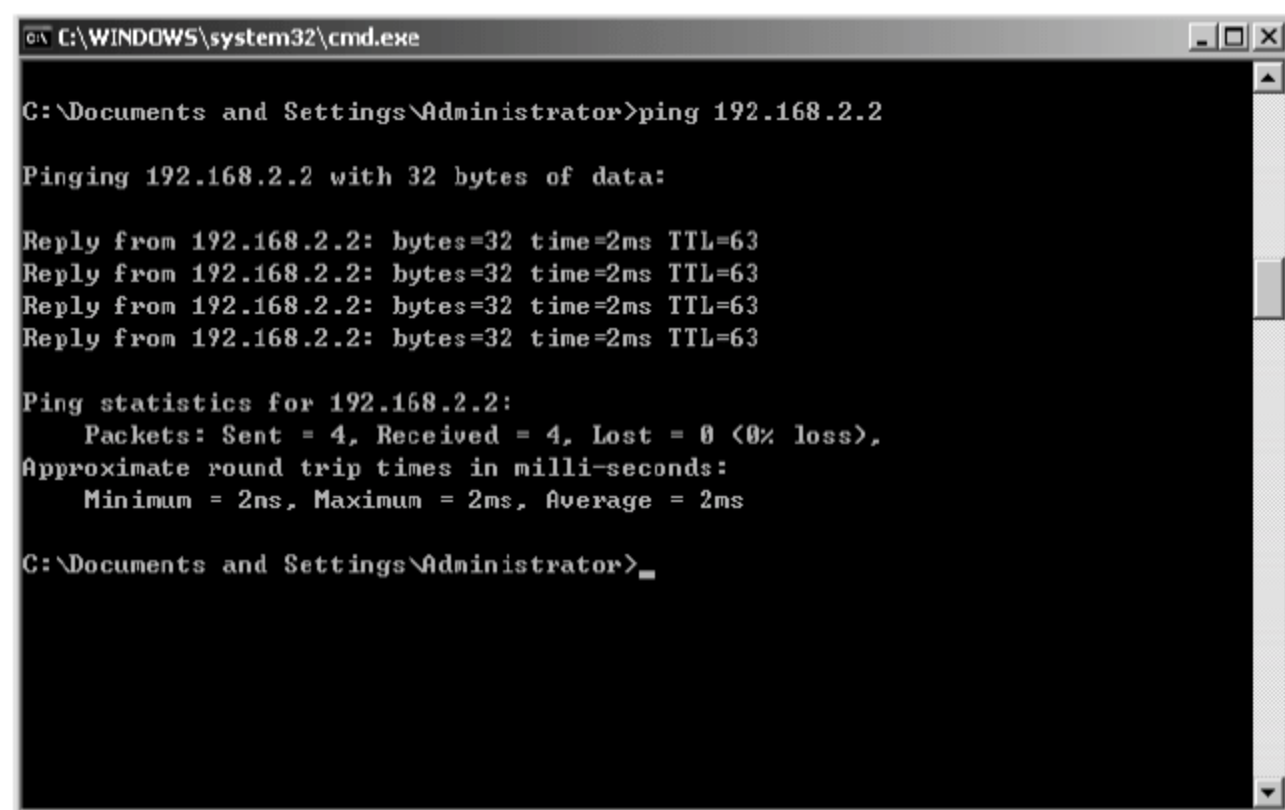 C:\WINDOWS\system32\cmd.exe
C:\Documents and Settings\Administrator>ping 192.168.2.2
Pinging 192.168.2.2 with 32 bytes of data:
Reply from 192.168.2.2: bytes=32 time=2ms TTL=63
Reply from 192.168.2.2: bytes=32 time=2ms TTL=63
Reply from 192.168.2.2: bytes=32 time=2ms TTL=63
Reply from 192.168.2.2: bytes=32 time=2ms TTL=63
Ping statistics for 192.168.2.2:
Packets: Sent = 4, Received = 4, Lost = 0 (0% loss),
Approximate round trip times in milli-seconds:
Minimum = 2ms, Maximum = 2ms, Average = 2ms
C:\Documents and Settings\Administrator>_